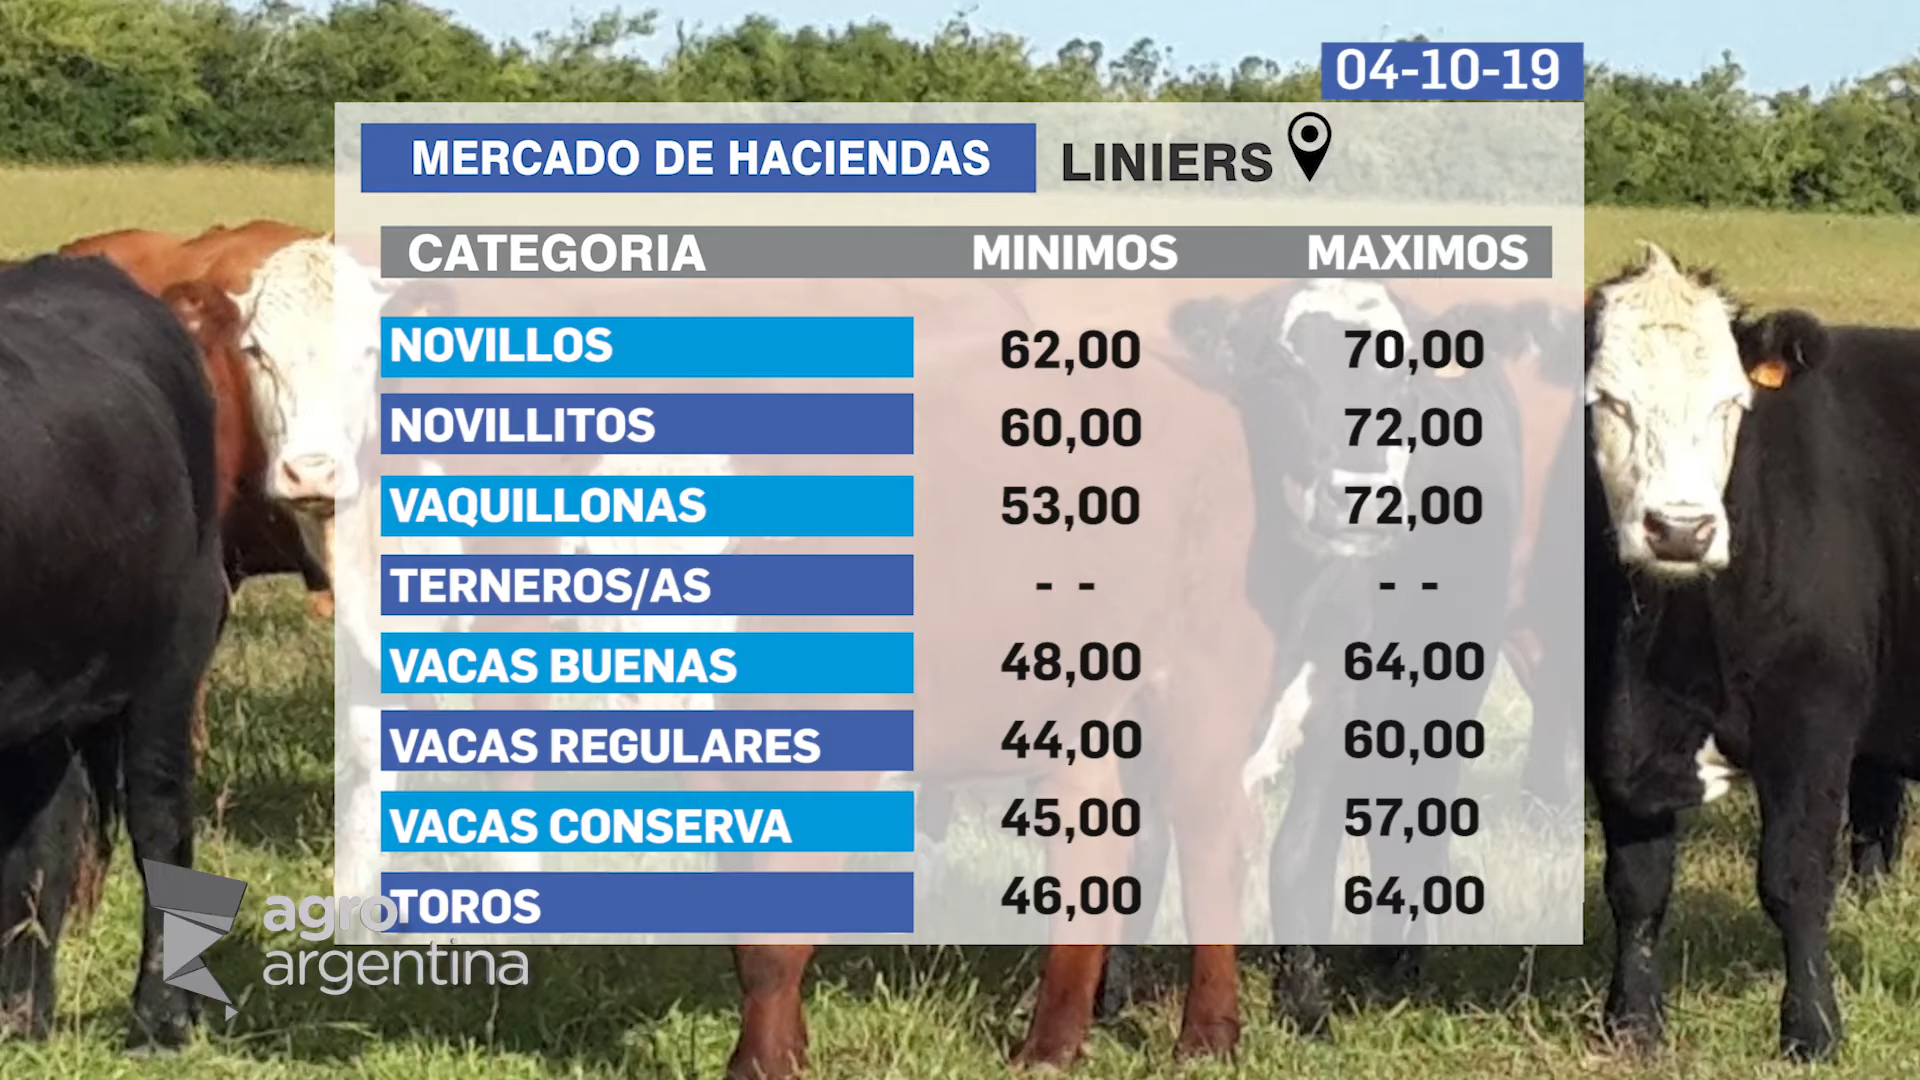 04-10-19
MERCADO DE HACIENDAS LINIERS
CATEGORIA MINIMOS MAXIMOS
NOVILLOS 62,00 70,00
NOVILLITOS 60,00 72,00
VAQUILLONAS 53,00 72,00
TERNEROS/AS - - - -
VACAS BUENAS 48,00 64,00
VACAS REGULARES 44,00 60,00
VACAS CONSERVA 45,00 57,00
TOROS 46,00 64,00
agro
argentina